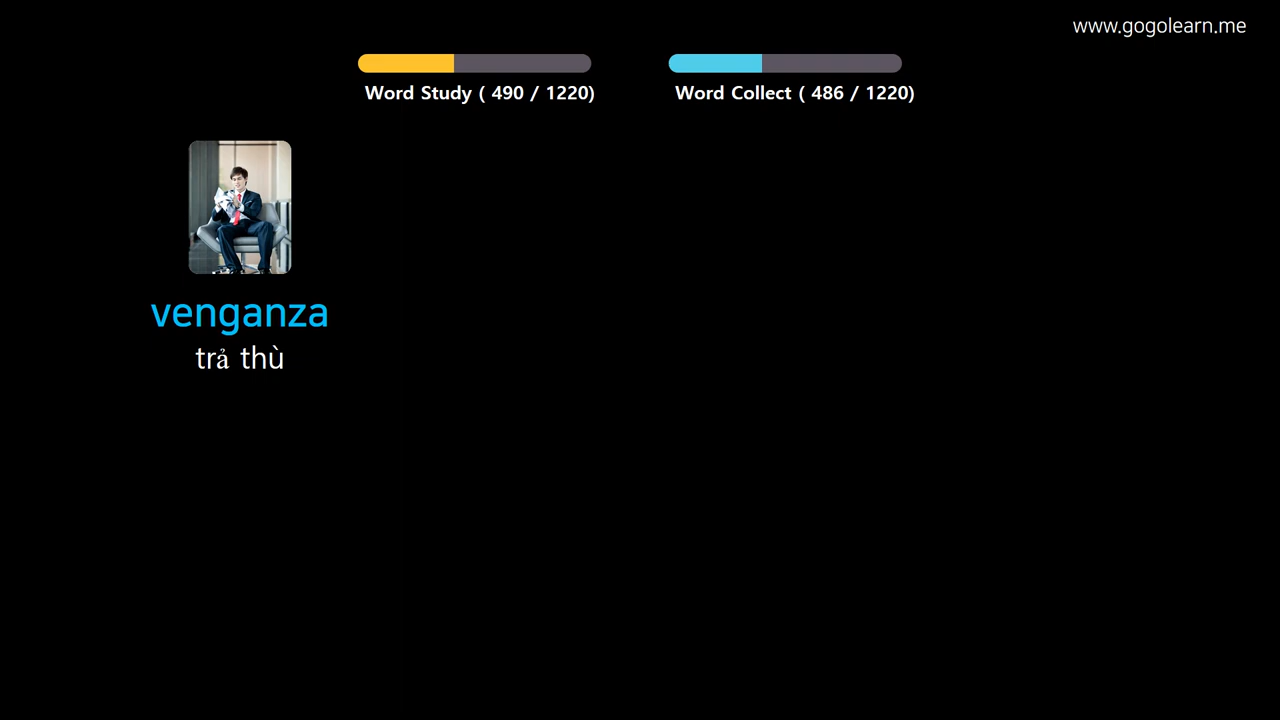 www.gogolearn.me
Word Study ( 490 / 1220)
Word Collect ( 486 / 1220)
venganza
trả thù